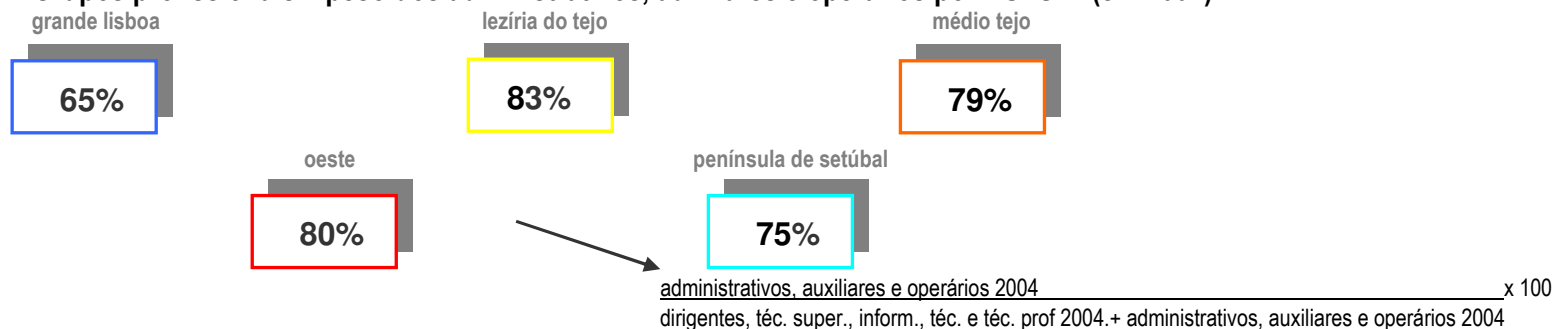 grande lisboa
lezíria do tejo
médio tejo
65%
83%
79%
oeste
península de setúbal
80%
75%
administrativos, auxiliares e operários 2004 x 100
dirigentes, téc. super., inform., téc. e téc. prof 2004.+ administrativos, auxiliares e operários 2004